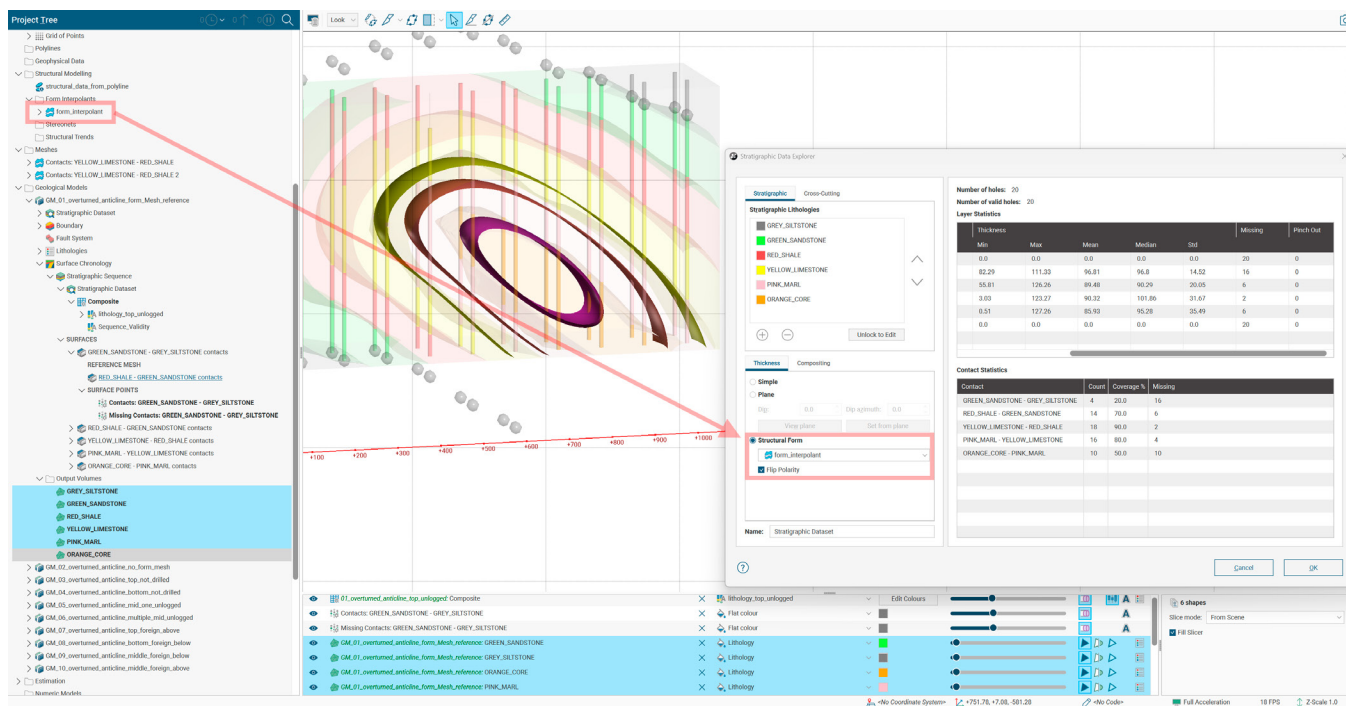 Project Tree
Look
Grid of Points
Polylines
Geophysical Data
Structural Modelling
structural_data_from_polyline
Form Interpolants
form_interpolant
Stereonets
Structural Trends
Meshes
Contacts: YELLOW_LIMESTONE - RED_SHALE
Contacts: YELLOW_LIMESTONE - RED_SHALE 2
Geological Models
GM_01_overturned_anticline_form_Mesh_reference
Stratigraphic Dataset
Boundary
Fault System
Lithologies
Surface Chronology
Stratigraphic Sequence
Stratigraphic Dataset
Composite
lithology_top_unlogged
Sequence_Validity
SURFACES
GREEN_SANDSTONE - GREY_SILTSTONE contacts
REFERENCE MESH
RED_SHALE - GREEN_SANDSTONE contacts
SURFACE POINTS
Contacts: GREEN_SANDSTONE - GREY_SILTSTONE
Missing Contacts: GREEN_SANDSTONE - GREY_SILTSTONE
RED_SHALE - GREEN_SANDSTONE contacts
YELLOW_LIMESTONE - RED_SHALE contacts
PINK_MARL - YELLOW_LIMESTONE contacts
ORANGE_CORE - PINK_MARL contacts
Output Volumes
GREY_SILTSTONE
GREEN_SANDSTONE
RED_SHALE
YELLOW_LIMESTONE
PINK_MARL
ORANGE_CORE
GM_02_overturned_anticline_no_form_mesh
GM_03_overturned_anticline_top_not_drilled
GM_04_overturned_anticline_bottom_not_drilled
GM_05_overturned_anticline_mid_one_unlogged
GM_06_overturned_anticline_multiple_mid_unlogged
GM_07_overturned_anticline_top_foreign_above
GM_08_overturned_anticline_bottom_foreign_below
GM_09_overturned_anticline_middle_foreign_below
GM_10_overturned_anticline_middle_foreign_above
Estimation
Numeric Models
+100 +200 +300 +400 +500 +600 +700 +800 +900 +1000
Stratigraphic Data Explorer
Stratigraphic Cross-Cutting
Stratigraphic Lithologies
GREY_SILTSTONE
GREEN_SANDSTONE
RED_SHALE
YELLOW_LIMESTONE
PINK_MARL
ORANGE_CORE
Unlock to Edit
Thickness Compositing
Simple
Plane
Dip: 0.0 Dip azimuth: 0.0
View plane Set from plane
Structural Form
form_interpolant
Flip Polarity
Name: Stratigraphic Dataset
Number of holes: 20
Number of valid holes: 20
Layer Statistics
Thickness Missing Pinch Out
Min Max Mean Median Std
0.0 0.0 0.0 0.0 0.0 20 0
82.29 111.33 96.81 96.8 14.52 16 0
55.81 126.26 89.48 90.29 20.05 6 0
3.03 123.27 90.32 101.86 31.67 2 0
0.51 127.26 85.93 95.28 35.49 6 0
0.0 0.0 0.0 0.0 0.0 20 0
Contact Statistics
Contact Count Coverage % Missing
GREEN_SANDSTONE - GREY_SILTSTONE 4 20.0 16
RED_SHALE - GREEN_SANDSTONE 14 70.0 6
YELLOW_LIMESTONE - RED_SHALE 18 90.0 2
PINK_MARL - YELLOW_LIMESTONE 16 80.0 4
ORANGE_CORE - PINK_MARL 10 50.0 10
Cancel OK
01_overturned_anticline_top_unlogged: Composite lithology_top_unlogged Edit Colours
Contacts: GREEN_SANDSTONE - GREY_SILTSTONE Flat colour
Missing Contacts: GREEN_SANDSTONE - GREY_SILTSTONE Flat colour
GM_01_overturned_anticline_form_Mesh_reference: GREEN_SANDSTONE Lithology
GM_01_overturned_anticline_form_Mesh_reference: GREY_SILTSTONE Lithology
GM_01_overturned_anticline_form_Mesh_reference: ORANGE_CORE Lithology
GM_01_overturned_anticline_form_Mesh_reference: PINK_MARL Lithology
6 shapes
Slice mode: From Scene
Fill Slicer
<No Coordinate System> +751.78, +7.08, -581.28 <No Code> Full Acceleration 18 FPS Z-Scale 1.0